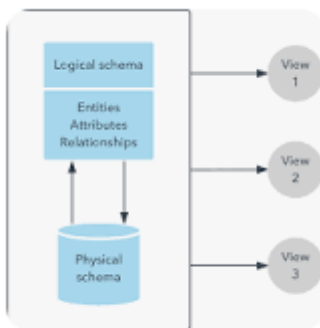 Logical schema
Entities
Attributes
Relationships
Physical
schema
View
1
View
2
View
3